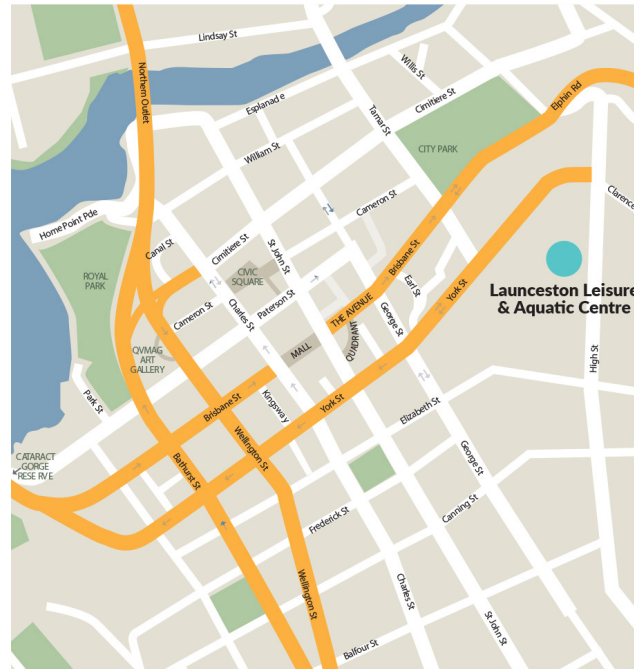 Lindsay St
Northern Outlet
Willis St
Esplanade
Cimitiere St
Elphin Rd
Tamar St
William St
CITY PARK
Cameron St
Clarence
Home Point Pde
Canal St
Cimitiere St
St John St
Brisbane St
ROYAL
PARK
CIVIC
SQUARE
Earl St
York St
Launceston Leisure
& Aquatic Centre
Cameron St
Charles St
Paterson St
THE AVENUE
George St
QVMAG
ART
GALLERY
MALL
QUADRANT
High St
Park St
Brisbane St
Kingsway
York St
Elizabeth St
CATARACT
GORGE
RESERVE
Bathurst St
Wellington St
George St
Canning St
Frederick St
Wellington St
Charles St
St John St
Balfour St